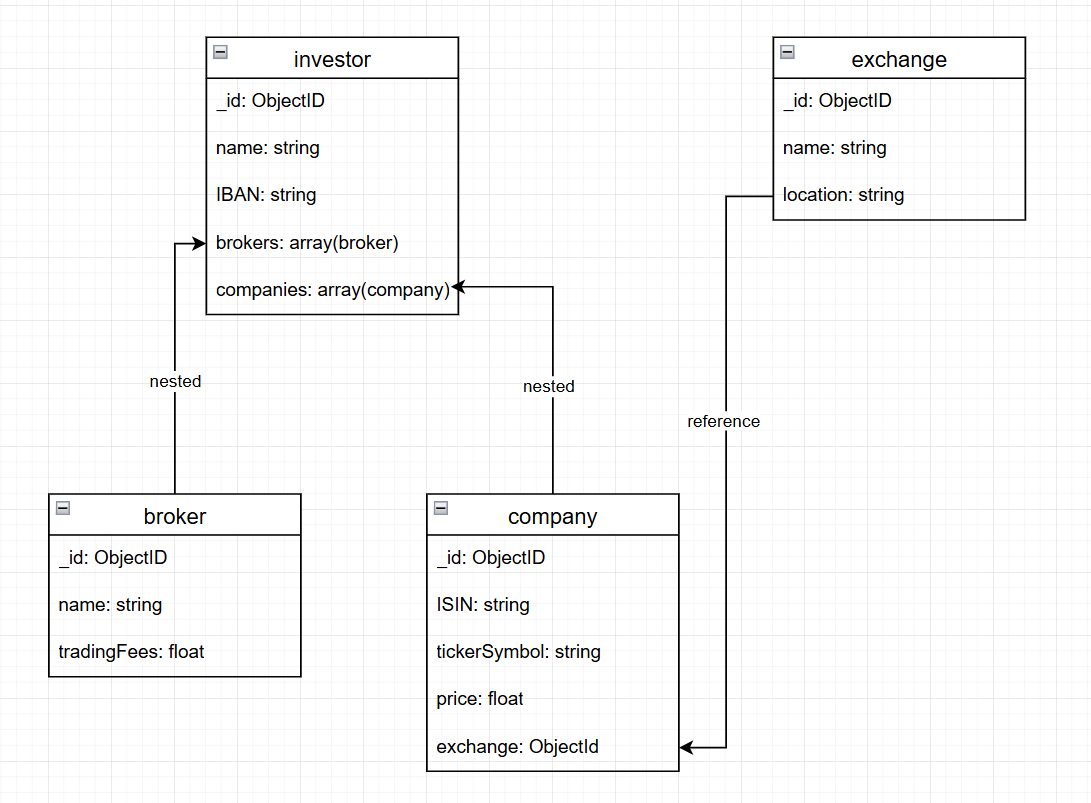 investor
_id: ObjectID
name: string
IBAN: string
brokers: array(broker)
companies: array(company)
exchange
_id: ObjectID
name: string
location: string
nested
nested
reference
broker
_id: ObjectID
name: string
tradingFees: float
company
_id: ObjectID
ISIN: string
tickerSymbol: string
price: float
exchange: ObjectId